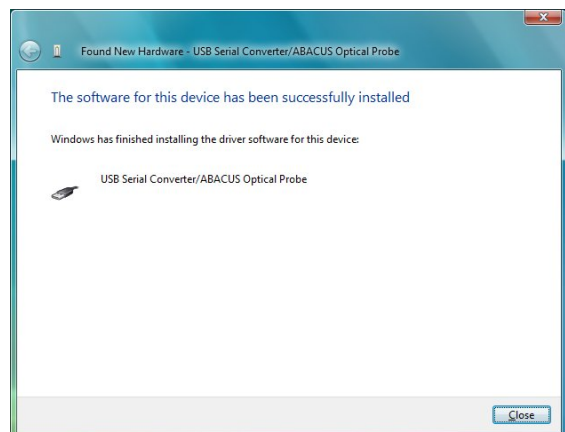 Found New Hardware - USB Serial Converter/ABACUS Optical Probe
The software for this device has been successfully installed
Windows has finished installing the driver software for this device:
USB Serial Converter/ABACUS Optical Probe
Close